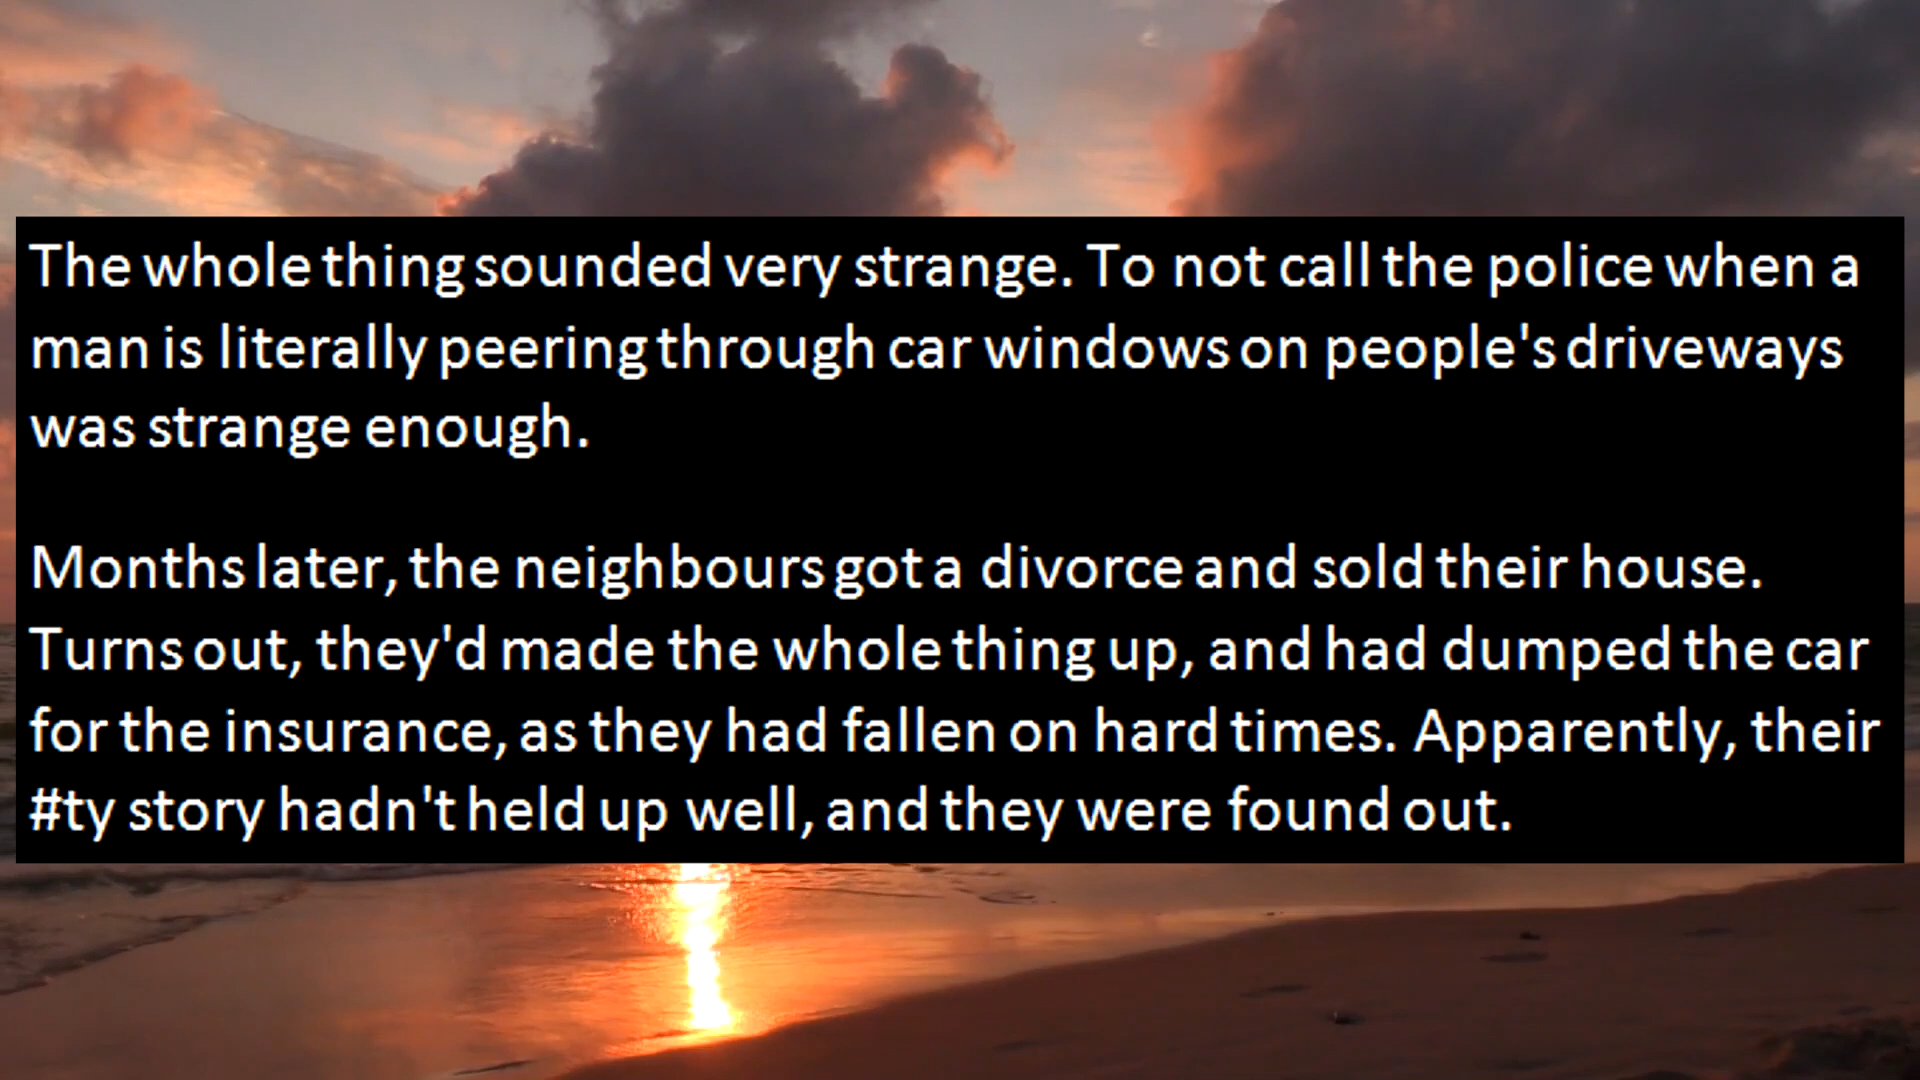 The whole thing sounded very strange. To not call the police when a
man is literally peering through car windows on people's driveways
was strange enough.
Months later, the neighbours got a divorce and sold their house.
Turns out, they'd made the whole thing up, and had dumped the car
for the insurance, as they had fallen on hard times. Apparently, their
#ty story hadn't held up well, and they were found out.